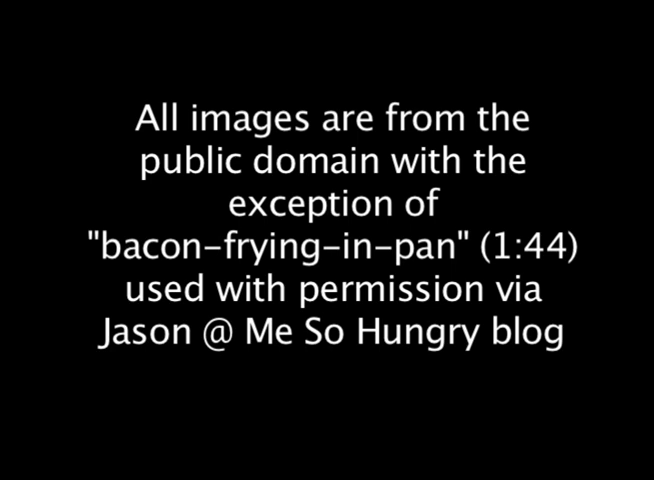 All images are from the
public domain with the
exception of
"bacon-frying-in-pan" (1:44)
used with permission via
Jason @ Me So Hungry blog